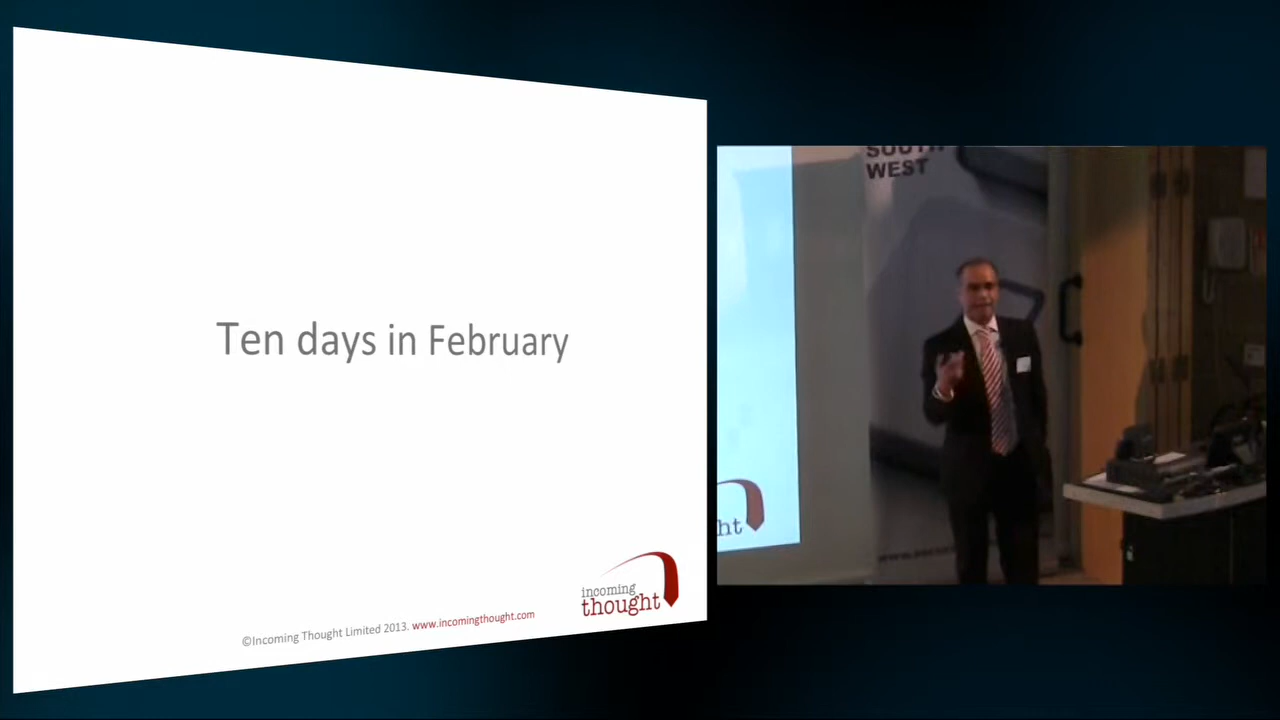 Ten days in February
incoming
thought
©Incoming Thought Limited 2013. www.incomingthought.com
SOUTH
WEST
ht